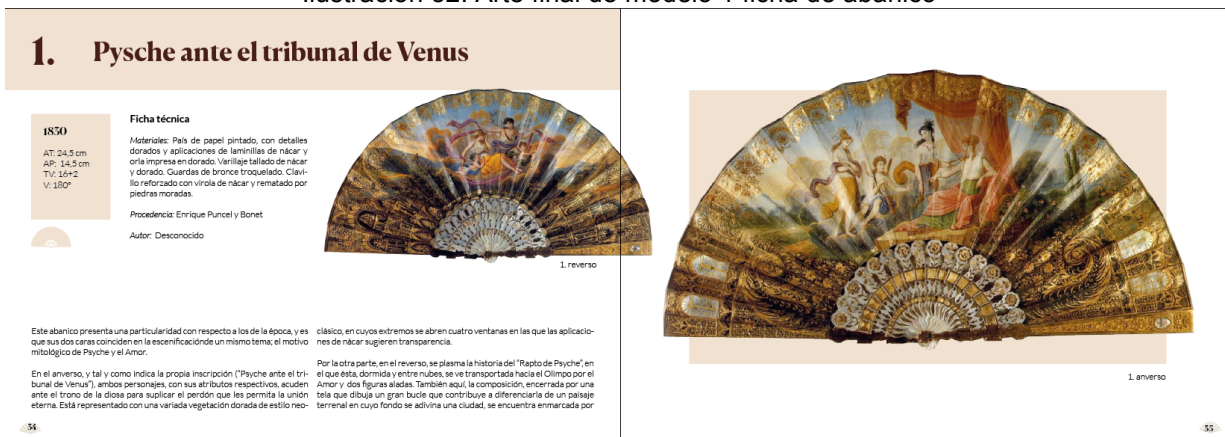 1. Pysche ante el tribunal de Venus
1830
AT: 24,5 cm
AP: 14,5 cm
TV: 16+2
V: 180°
Ficha técnica
Materiales: País de papel pintado, con detalles
dorados y aplicaciones de laminillas de nácar y
orla impresa en dorado. Varillaje tallado de nácar
y dorado. Guardas de bronce troquelado. Clavi-
llo reforzado con virola de nácar y rematado por
piedras moradas.
Procedencia: Enrique Puncel y Bonet
Autor: Desconocido
1. reverso
Este abanico presenta una particularidad con respecto a los de la época, y es
que sus dos caras coinciden en la escenificaciónde un mismo tema; el motivo
mitológico de Psyche y el Amor.
En el anverso, y tal y como indica la propia inscripción ("Psyche ante el tri-
bunal de Venus"), ambos personajes, con sus atributos respectivos, acuden
ante el trono de la diosa para suplicar el perdón que les permita la unión
eterna. Está representado con una variada vegetación dorada de estilo neo-
clásico, en cuyos extremos se abren cuatro ventanas en las que las aplicacio-
nes de nácar sugieren transparencia.
Por la otra parte, en el reverso, se plasma la historia del "Rapto de Psyche", en
el que ésta, dormida y entre nubes, se ve transportada hacia el Olimpo por el
Amor y dos figuras aladas. También aquí, la composición, encerrada por una
tela que dibuja un gran bucle que contribuye a diferenciarla de un paisaje
terrenal en cuyo fondo se adivina una ciudad, se encuentra enmarcada por
34
1. anverso
35